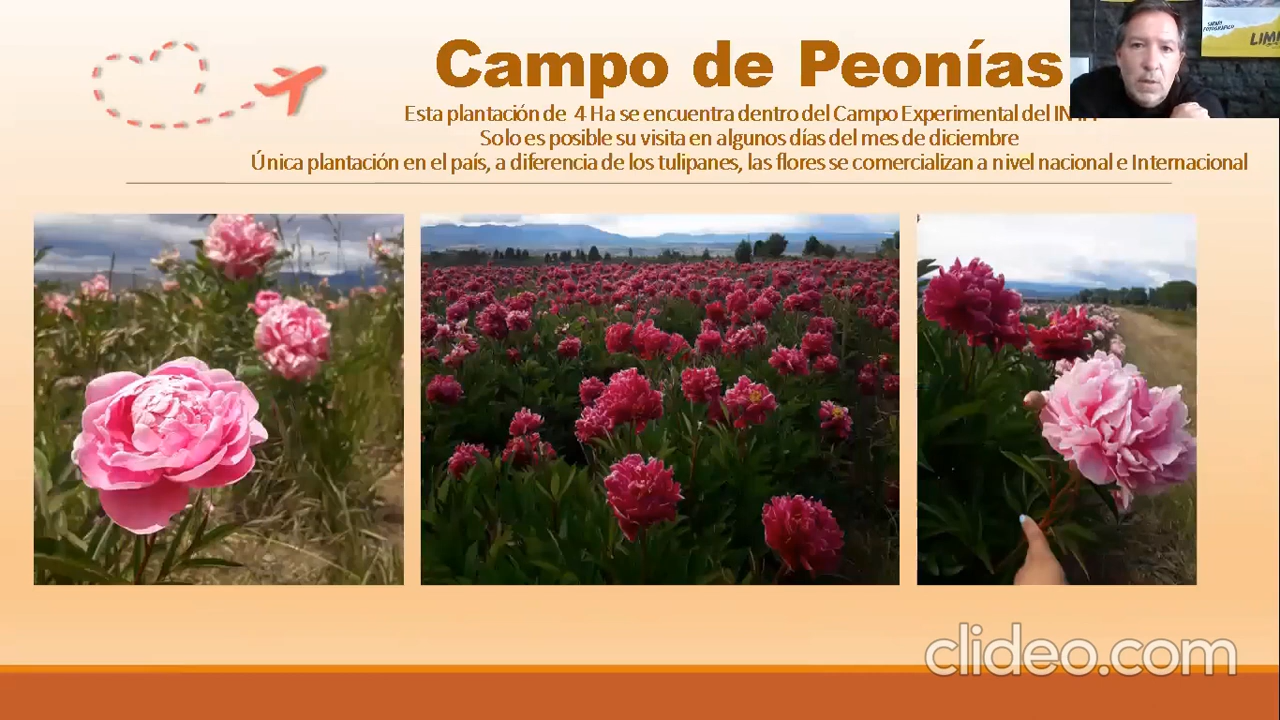 Campo de Peonías
Esta plantación de 4 Ha se encuentra dentro del Campo Experimental del
Solo es posible su visita en algunos días del mes de diciembre
Única plantación en el país, a diferencia de los tulipanes, las flores se comercializan a nivel nacional e Internacional
SAFARI
FOTOGRÁFICO
clideo.com